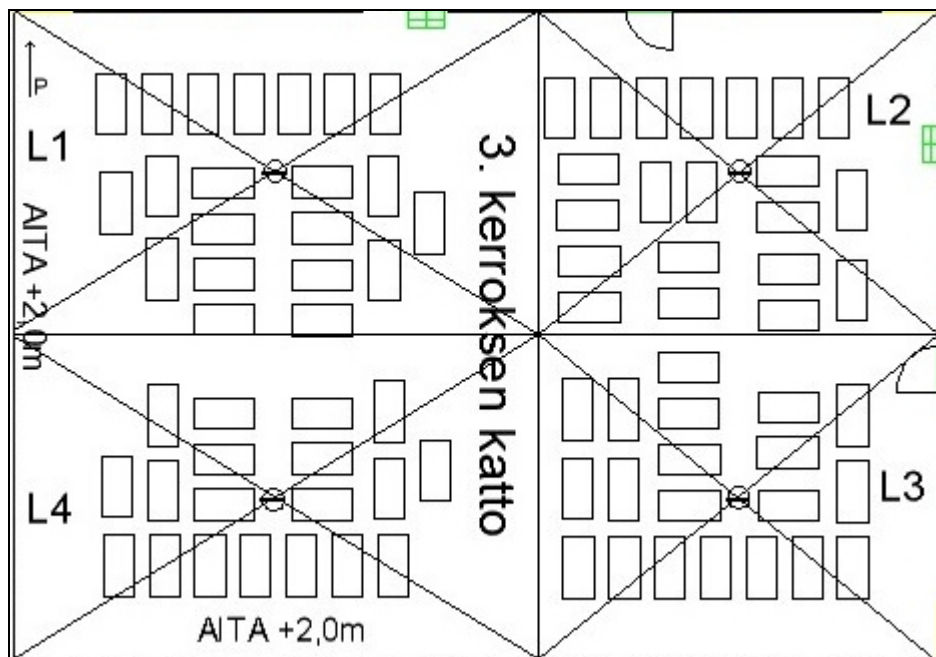 P
L1
L2
AITA +2,0m
3. kerroksen katto
L4
L3
AITA +2,0m